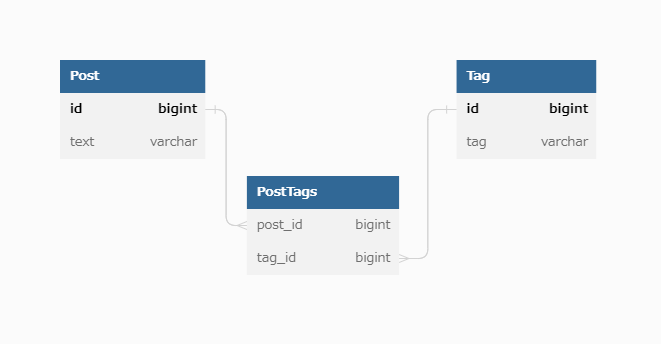 Post
id bigint
text varchar
Tag
id bigint
tag varchar
PostTags
post_id bigint
tag_id bigint